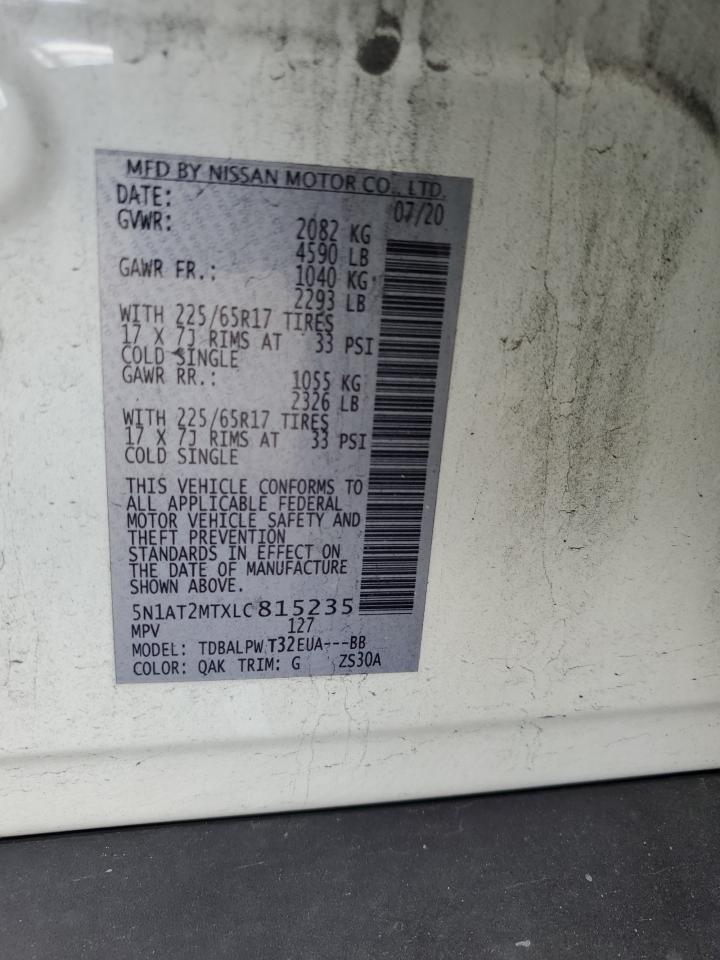 MFD BY NISSAN MOTOR CO., LTD.
DATE: 07/20
GVWR: 2082 KG
4590 LB
GAWR FR.: 1040 KG
2293 LB
WITH 225/65R17 TIRES
17 X 7J RIMS AT 33 PSI
COLD SINGLE
GAWR RR.: 1055 KG
2326 LB
WITH 225/65R17 TIRES
17 X 7J RIMS AT 33 PSI
COLD SINGLE
THIS VEHICLE CONFORMS TO
ALL APPLICABLE FEDERAL
MOTOR VEHICLE SAFETY AND
THEFT PREVENTION
STANDARDS IN EFFECT ON
THE DATE OF MANUFACTURE
SHOWN ABOVE.
5N1AT2MTXLC815235
MPV 127
MODEL: TDBALPW T32EUA---BB
COLOR: QAK TRIM: G ZS30A